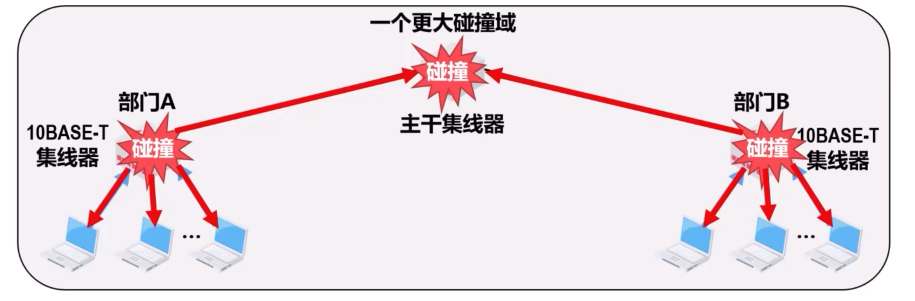 一个更大碰撞域
碰撞
主干集线器
部门A
10BASE-T
集线器
碰撞
...
部门B
碰撞
10BASE-T
集线器
...